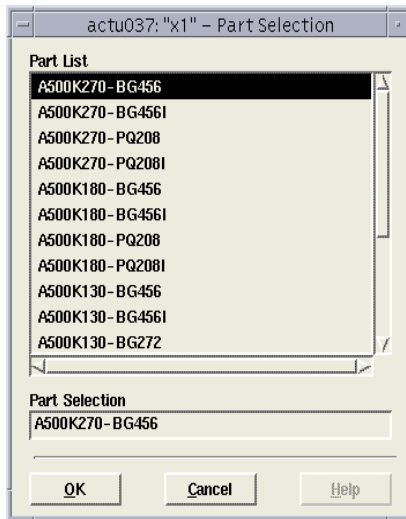 actu037: "x1" – Part Selection
Part List
A500K270-BG456
A500K270-BG456I
A500K270-PQ208
A500K270-PQ208I
A500K180-BG456
A500K180-BG456I
A500K180-PQ208
A500K180-PQ208I
A500K130-BG456
A500K130-BG456I
A500K130-BG272
Part Selection
A500K270-BG456
OK Cancel Help